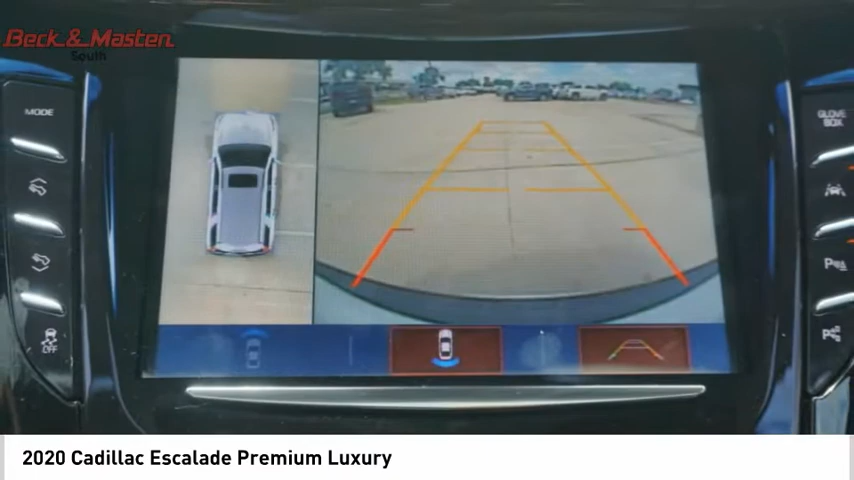 Beck & Masten
South
MODE
GLOVE
BOX
OFF
2020 Cadillac Escalade Premium Luxury